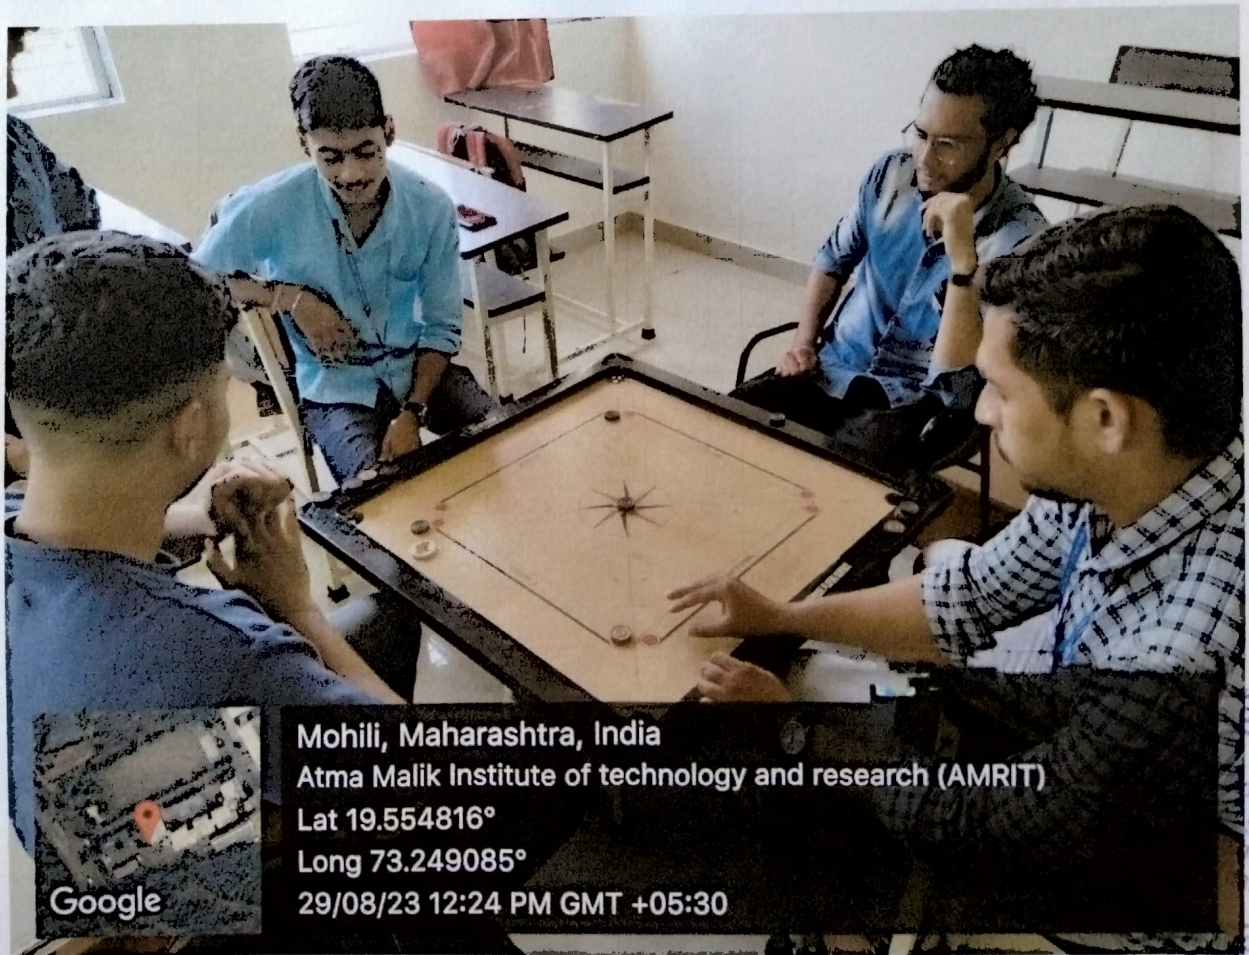 Mohili, Maharashtra, India
Atma Malik Institute of technology and research (AMRIT)
Lat 19.554816°
Long 73.249085°
29/08/23 12:24 PM GMT +05:30
Google